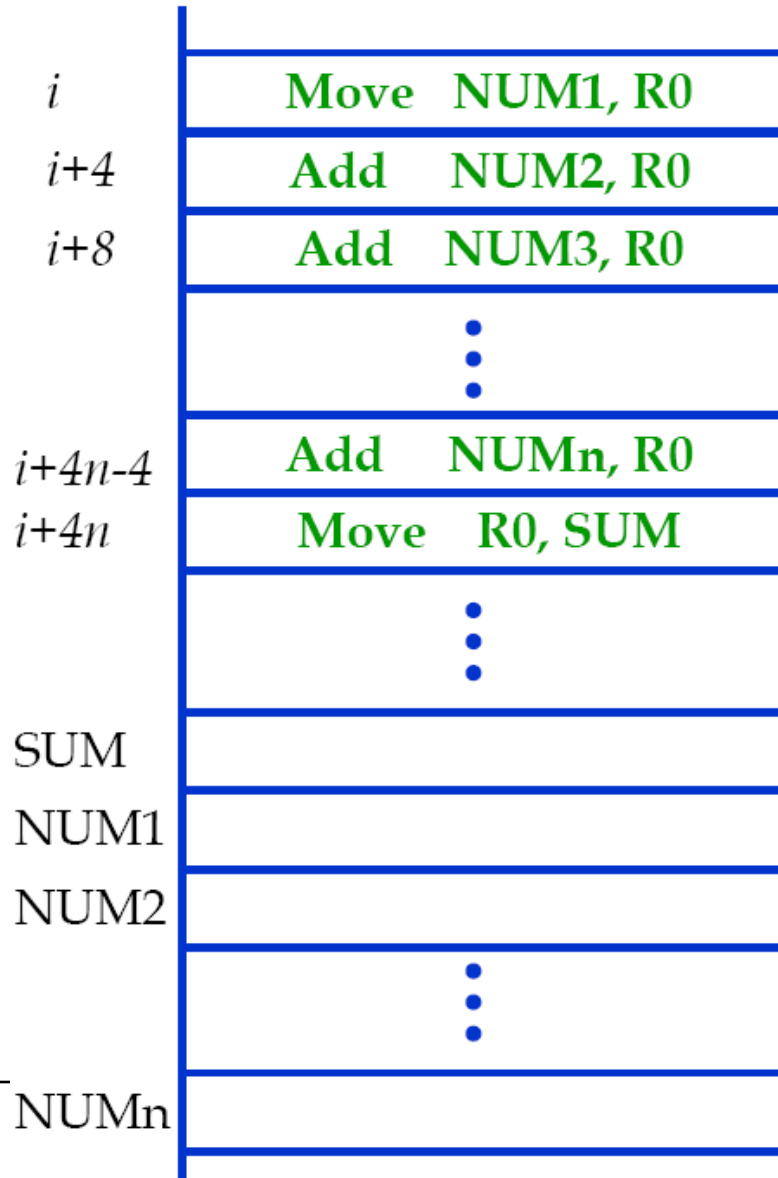 i Move NUM1, R0
i+4 Add NUM2, R0
i+8 Add NUM3, R0
i+4n-4 Add NUMn, R0
i+4n Move R0, SUM
SUM
NUM1
NUM2
NUMn